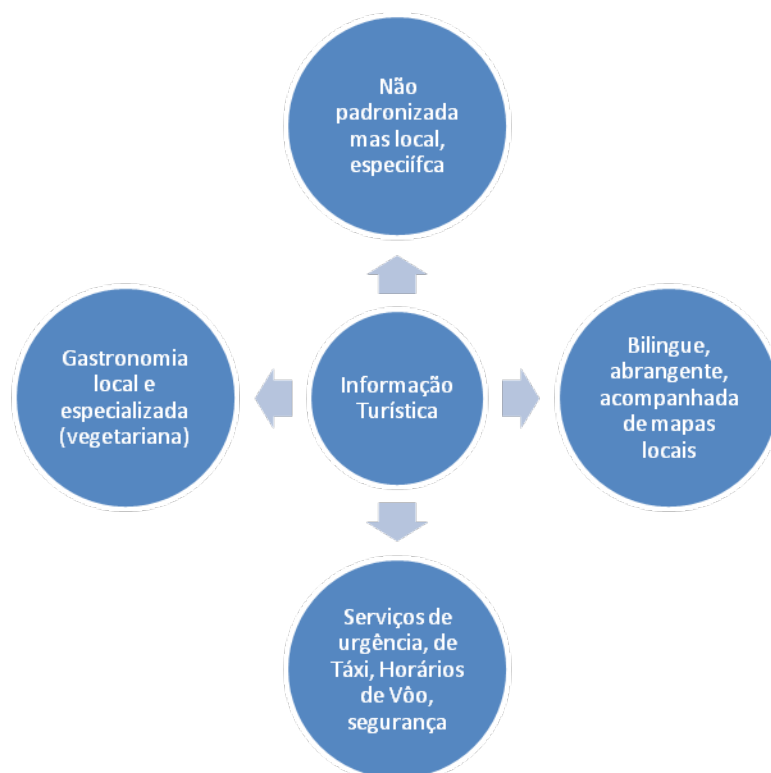 Não
padronizada
mas local,
especiífca
Gastronomia
local e
especializada
(vegetariana)
Informação
Turística
Bilingue,
abrangente,
acompanhada
de mapas
locais
Serviços de
urgência, de
Táxi, Horários
de Vôo,
segurança